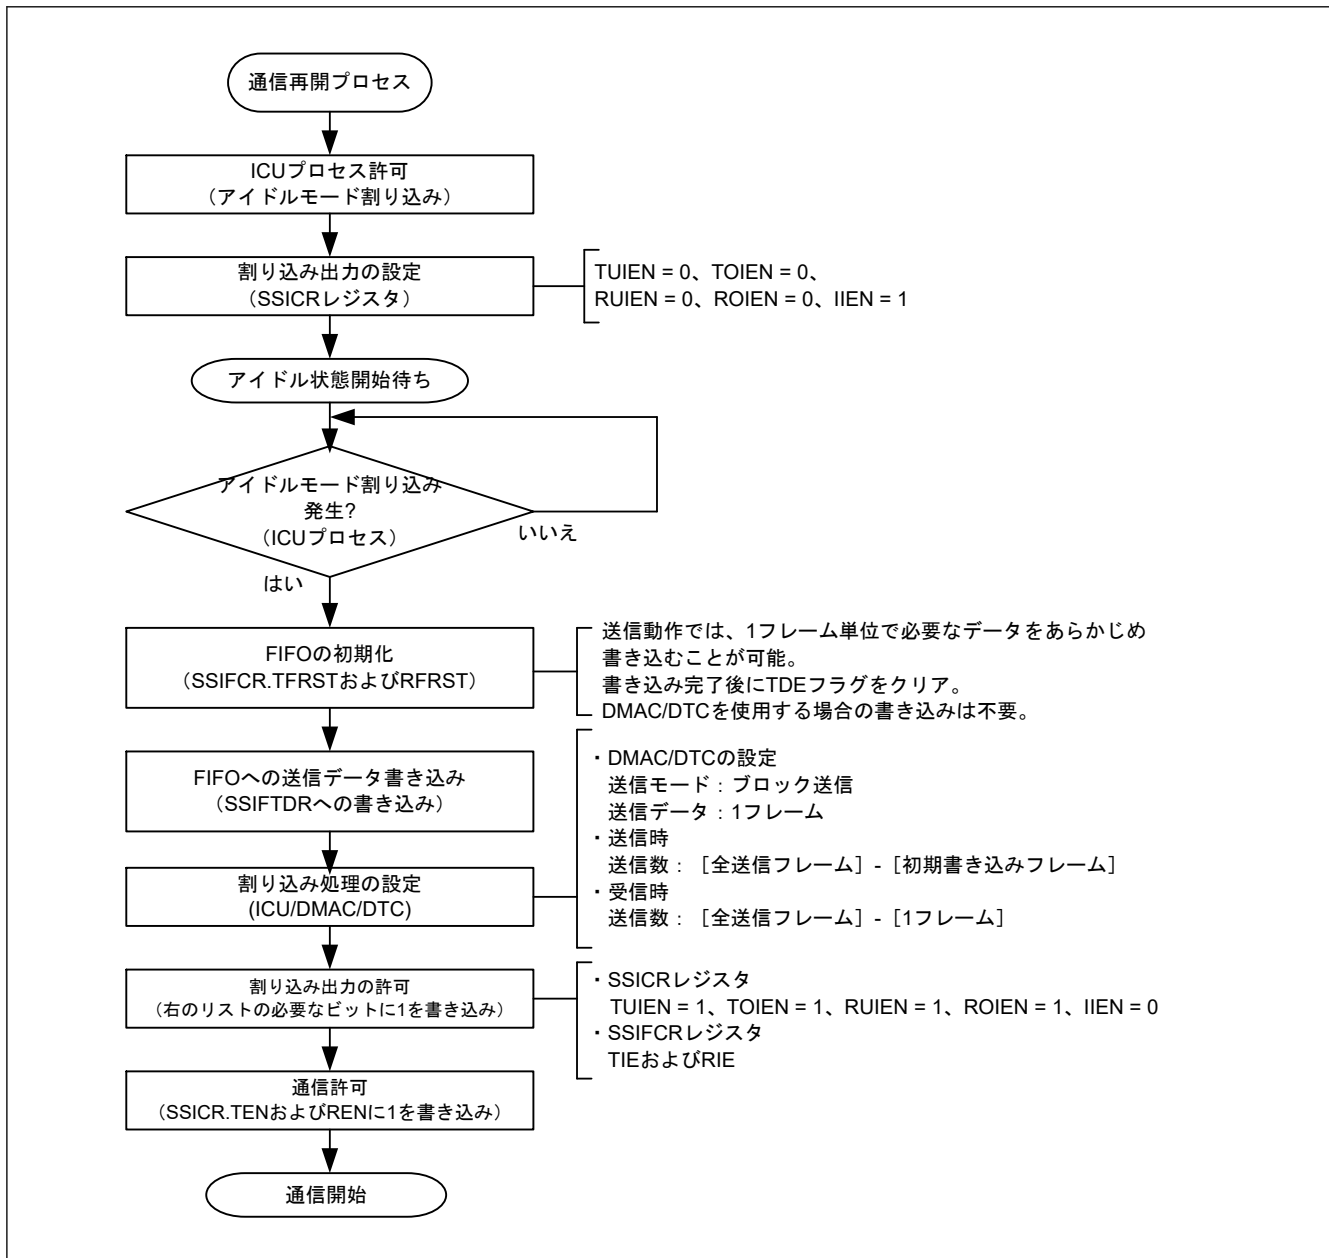 通信再開プロセス
ICUプロセス許可
（アイドルモード割り込み）
割り込み出力の設定
（SSICRレジスタ）
TUIEN = 0、TOIEN = 0、
RUIEN = 0、ROIEN = 0、IIEN = 1
アイドル状態開始待ち
アイドルモード割り込み
発生?
（ICUプロセス）
いいえ
はい
FIFOの初期化
（SSIFCR.TFRSTおよびRFRST）
送信動作では、1フレーム単位で必要なデータをあらかじめ
書き込むことが可能。
書き込み完了後にTDEフラグをクリア。
DMAC/DTCを使用する場合の書き込みは不要。
FIFOへの送信データ書き込み
（SSIFTDRへの書き込み）
割り込み処理の設定
(ICU/DMAC/DTC)
・DMAC/DTCの設定
送信モード：ブロック送信
送信データ：1フレーム
・送信時
送信数：［全送信フレーム］-［初期書き込みフレーム］
・受信時
送信数：［全送信フレーム］-［1フレーム］
割り込み出力の許可
（右のリストの必要なビットに1を書き込み）
・SSICRレジスタ
TUIEN = 1、TOIEN = 1、RUIEN = 1、ROIEN = 1、IIEN = 0
・SSIFCRレジスタ
TIEおよびRIE
通信許可
（SSICR.TENおよびRENに1を書き込み）
通信開始